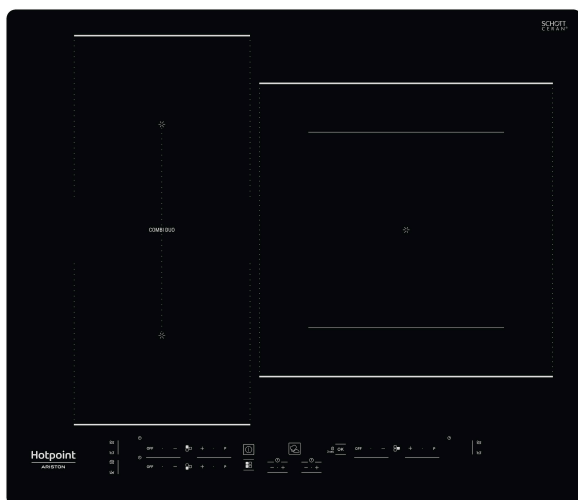 SCHOTT
CERAN®
COMBI DUO
OFF - + P
OK OFF - + P
OFF - + P
- + - +
Hotpoint
ARISTON